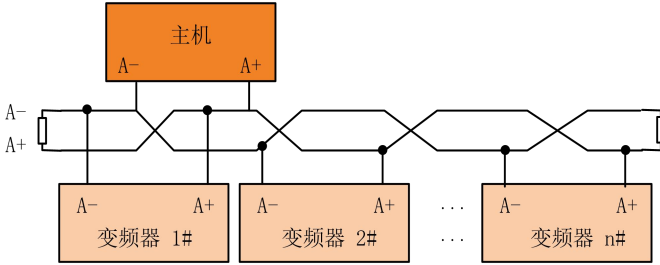 主机
A- A+
A-
A+
A- A+ A- A+ ··· A- A+
变频器 1# 变频器 2# ··· 变频器 n#